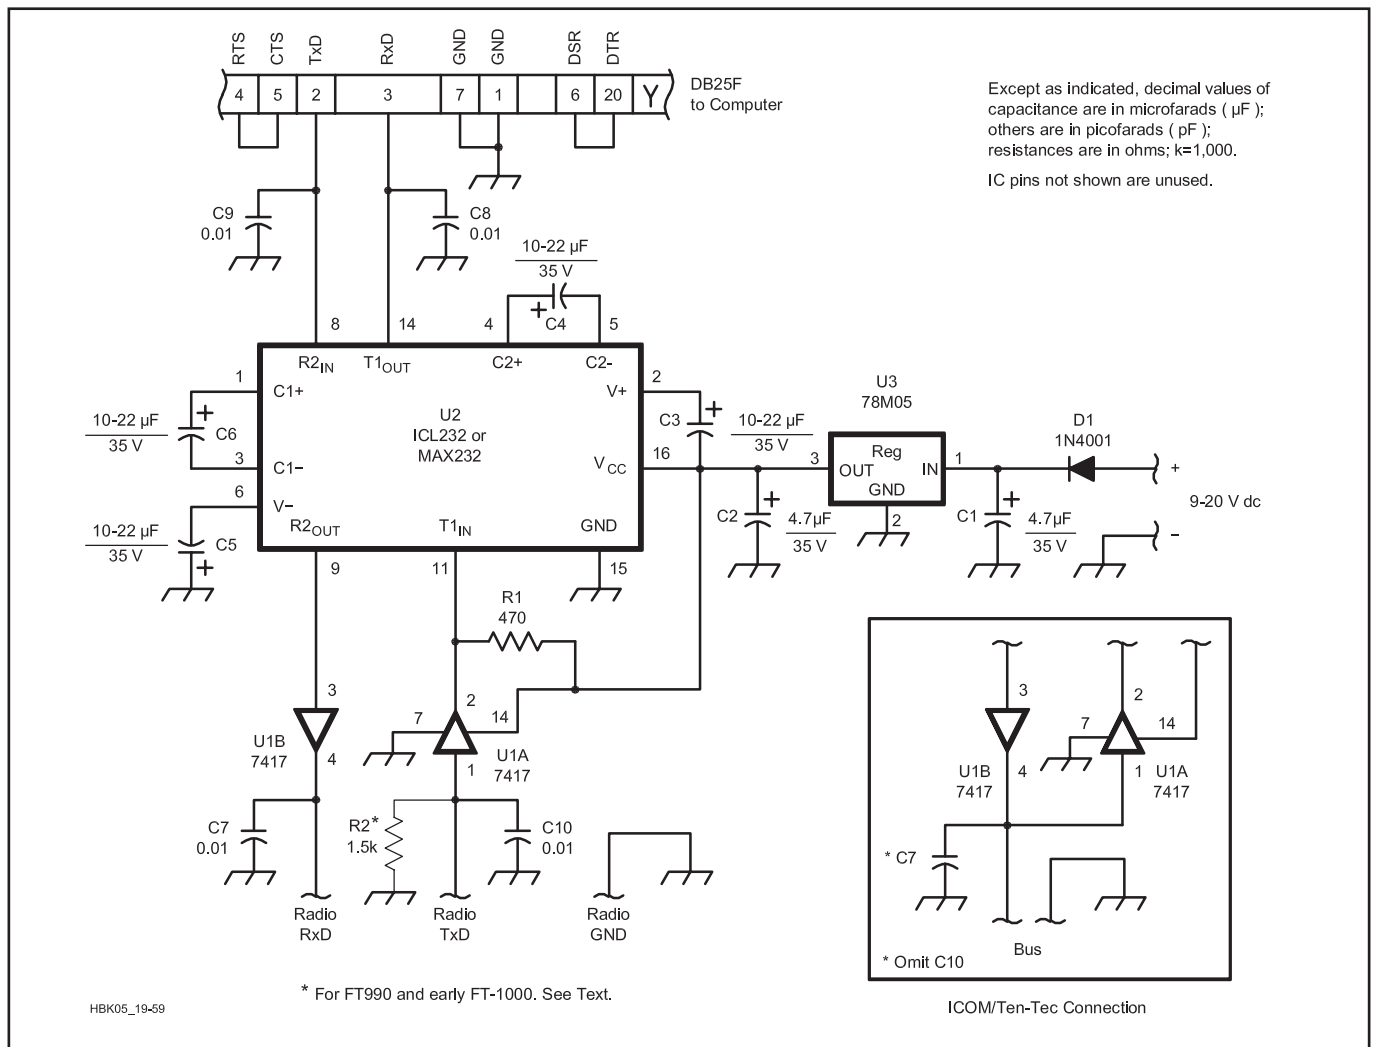 RTS
CTS
TxD
RxD
GND
GND
DSR
DTR
4
5
2
3
7
1
6
20
DB25F
to Computer
Except as indicated, decimal values of
capacitance are in microfarads ( µF );
others are in picofarads ( pF );
resistances are in ohms; k=1,000.
IC pins not shown are unused.
C9
0.01
C8
0.01
10-22 µF
35 V
+
C4
8
14
4
5
R2IN
T1OUT
C2+
C2-
1
C1+
10-22 µF
35 V
+
C6
3
C1–
6
V–
10-22 µF
35 V
C5
+
U2
ICL232 or
MAX232
V+
2
C3
+
10-22 µF
35 V
VCC
16
R2OUT
T1IN
GND
9
11
15
C2
+
4.7µF
35 V
U3
78M05
3
Reg
OUT
IN
GND
1
2
D1
1N4001
C1
+
4.7µF
35 V
+
9-20 V dc
–
R1
470
3
U1B
7417
4
2
7
14
U1A
7417
1
C7
0.01
R2*
1.5k
C10
0.01
Radio
RxD
Radio
TxD
Radio
GND
* For FT990 and early FT-1000. See Text.
3
U1B
7417
4
2
7
14
1
U1A
7417
* C7
Bus
* Omit C10
ICOM/Ten-Tec Connection
HBK05_19-59